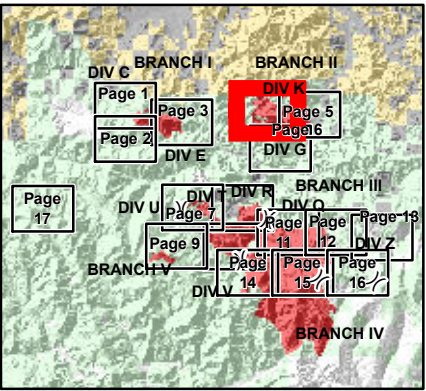 BRANCH I
BRANCH II
DIV C
DIV K
Page 1
Page 3
Page 5
Page 6
Page 2
DIV E
DIV G
BRANCH III
Page
17
DIV T
DIV R
DIV U
Page 7
DIV O
Page 13
Page
11
Page
12
DIV Z
Page 9
BRANCH V
Page
14
Page
15
Page
16
DIV V
BRANCH IV